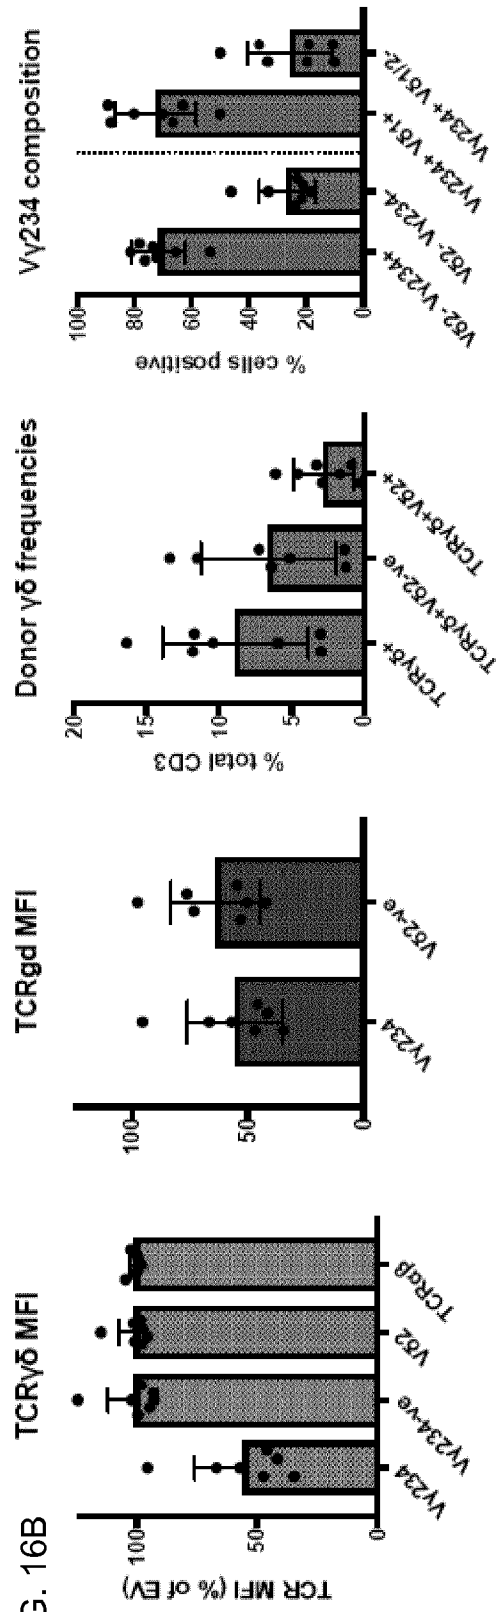 G. 16B
TCRγδ MFI
TCR MFI (% of EV)
100
50
0
Vγ234
Vγ234-ve
Vδ2
TCRαβ
TCRgd MFI
100
50
0
Vγ234
Vδ2-ve
Donor γδ frequencies
% total CD3
20
15
10
5
0
TCRγδ+
TCRγδ+Vδ2-ve
TCRγδ+Vδ2+
Vγ234 composition
% cells positive
100
80
60
40
20
0
Vδ2- Vγ234+
Vδ2- Vγ234-
Vγ234+ Vδ1+
Vγ234+ Vδ1/2-